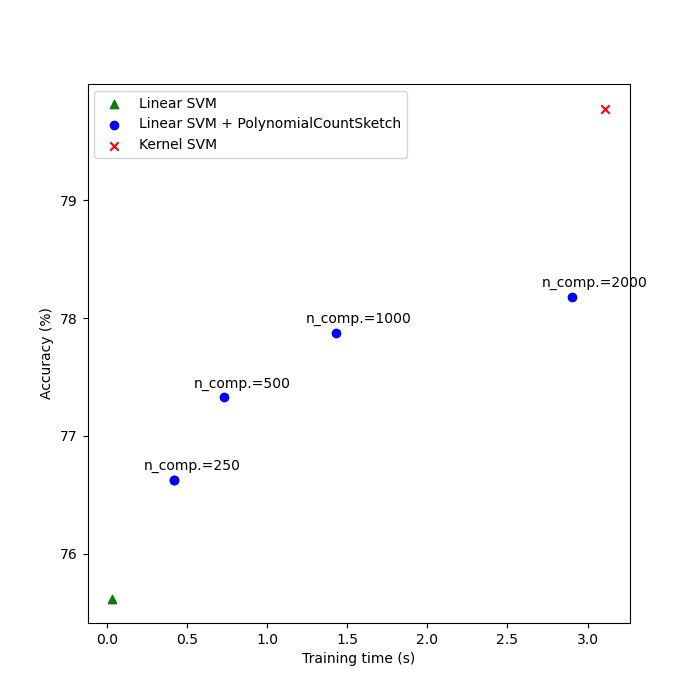 Linear SVM
Linear SVM + PolynomialCountSketch
Kernel SVM
79
78
77
76
Accuracy (%)
n_comp.=2000
n_comp.=1000
n_comp.=500
n_comp.=250
0.0 0.5 1.0 1.5 2.0 2.5 3.0
Training time (s)